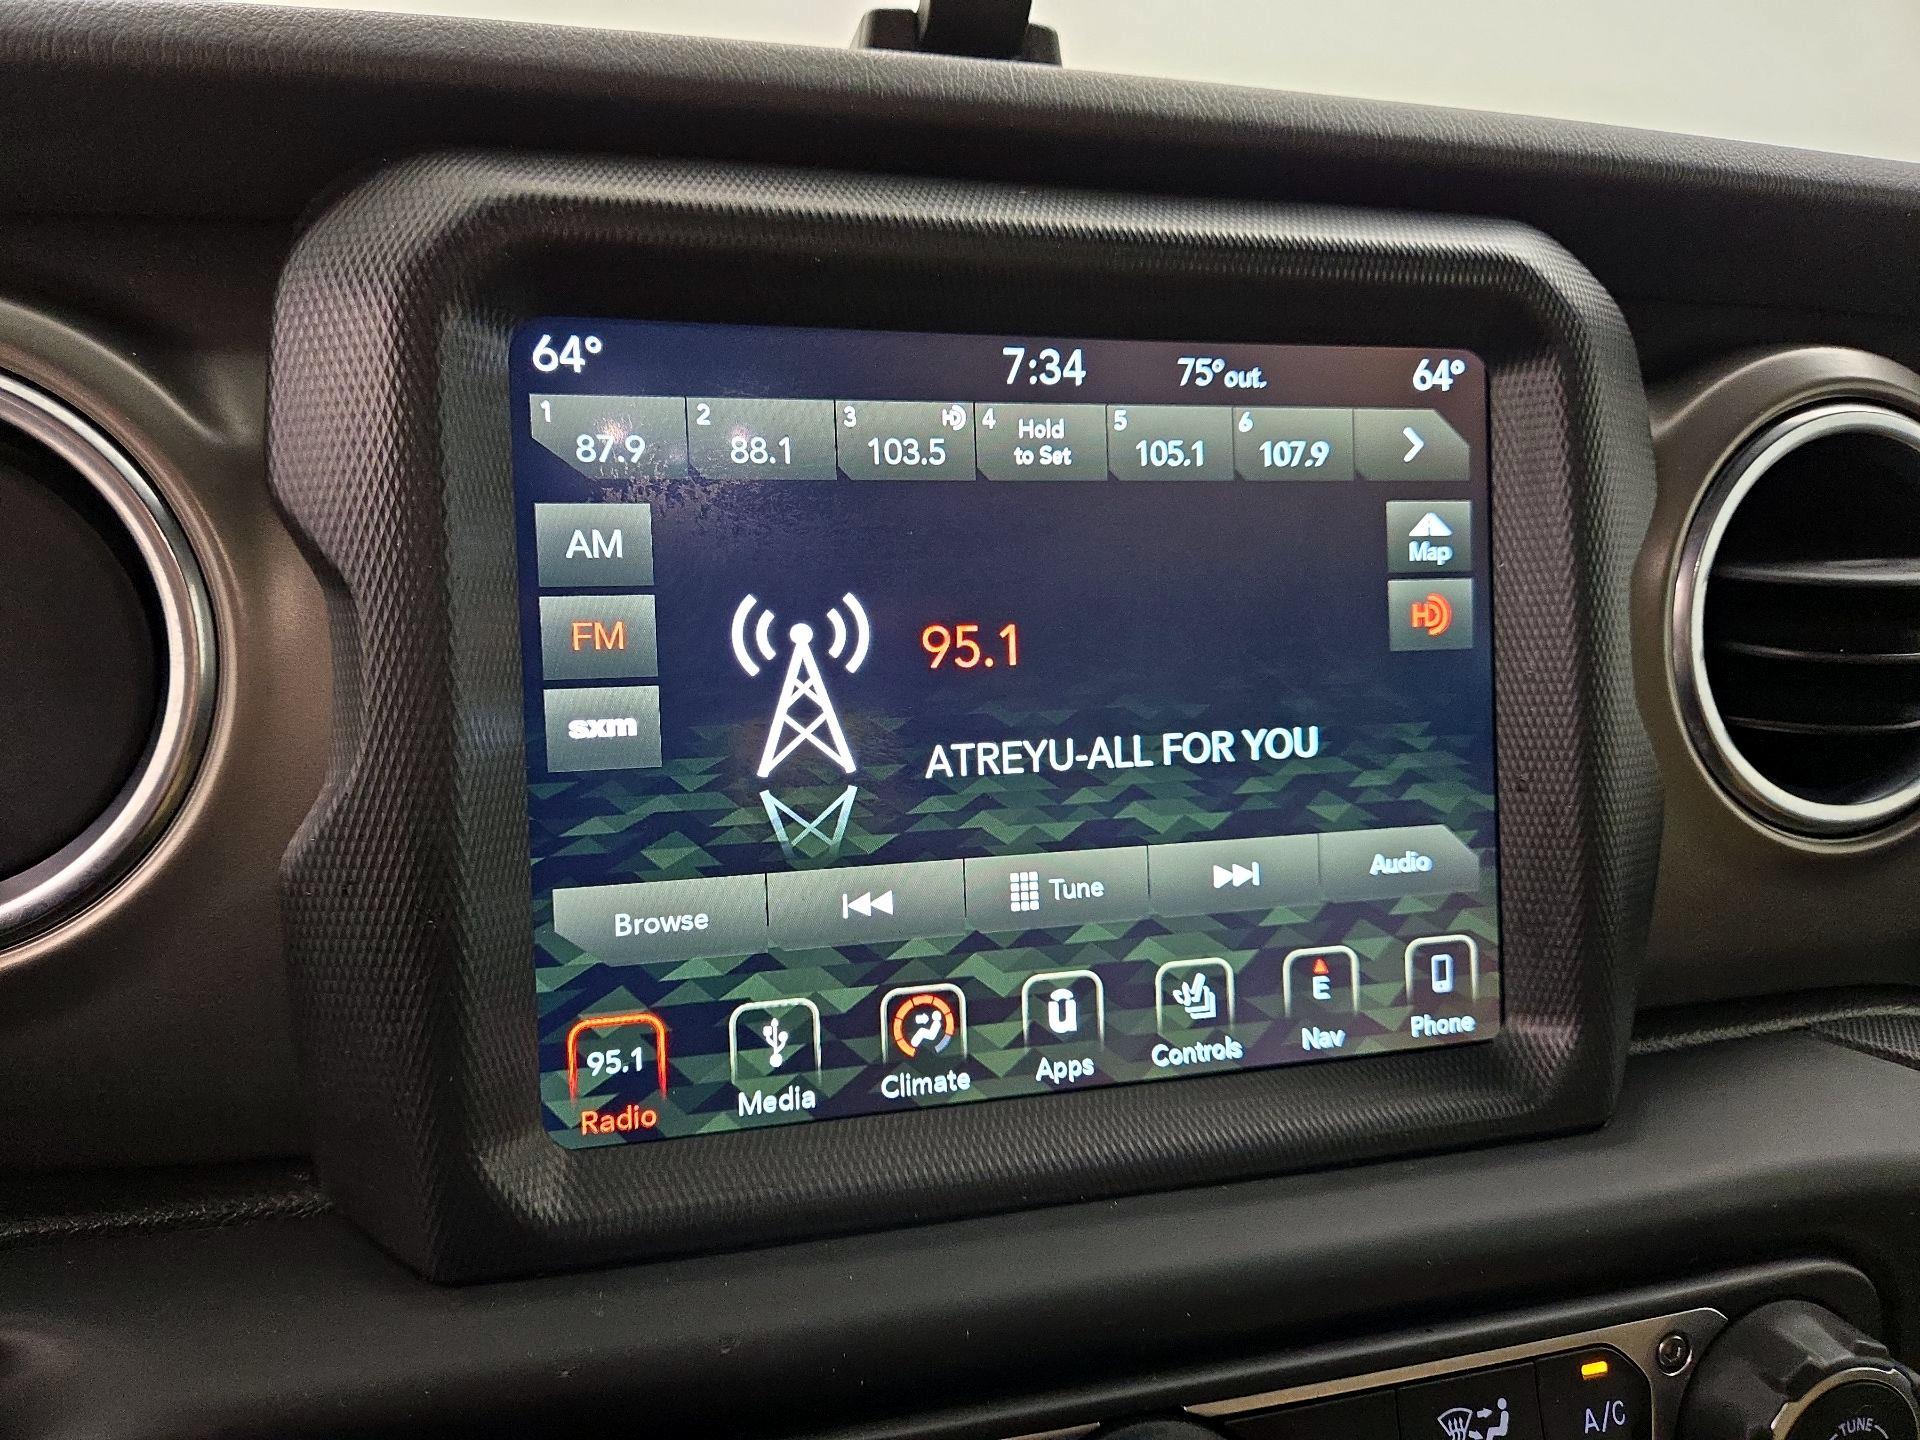 64° 7:34 75°out. 64°
1 87.9 2 88.1 3 HD 103.5 4 Hold to Set 5 105.1 6 107.9
AM
Map
FM
HD
95.1
sxm
ATREYU-ALL FOR YOU
Browse Tune Audio
95.1 E
Radio Media Climate Apps Controls Nav Phone
A/C
TUNE